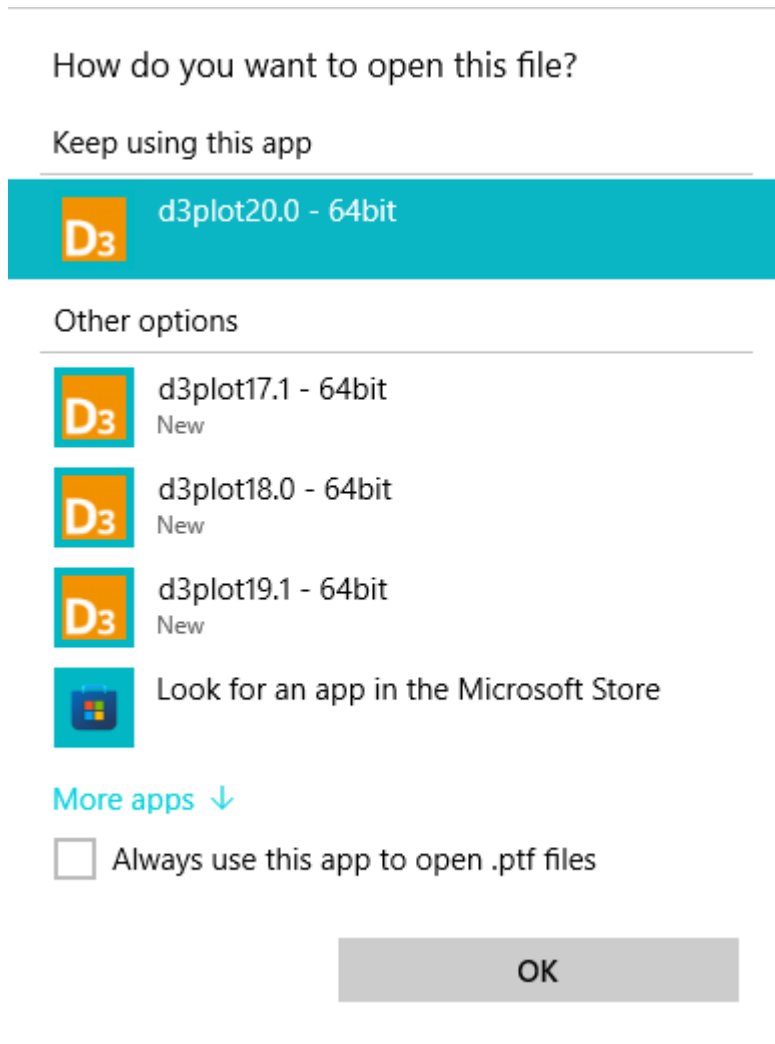 How do you want to open this file?
Keep using this app
D3
d3plot20.0 - 64bit
Other options
D3
d3plot17.1 - 64bit
New
D3
d3plot18.0 - 64bit
New
D3
d3plot19.1 - 64bit
New
Look for an app in the Microsoft Store
More apps ↓
Always use this app to open .ptf files
OK